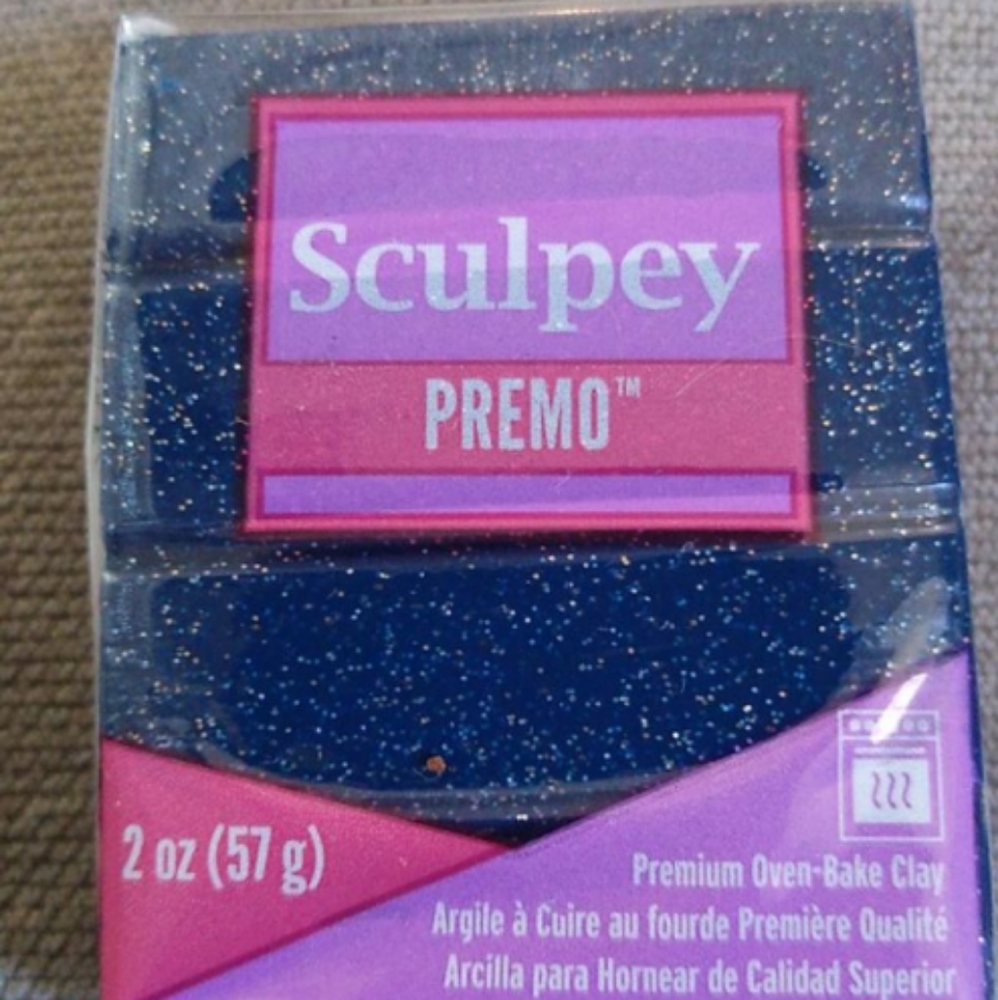 Sculpey
PREMO™
2 oz (57 g)
Premium Oven-Bake Clay
Argile à Cuire au fourde Première Qualité
Arcilla para Hornear de Calidad Superior